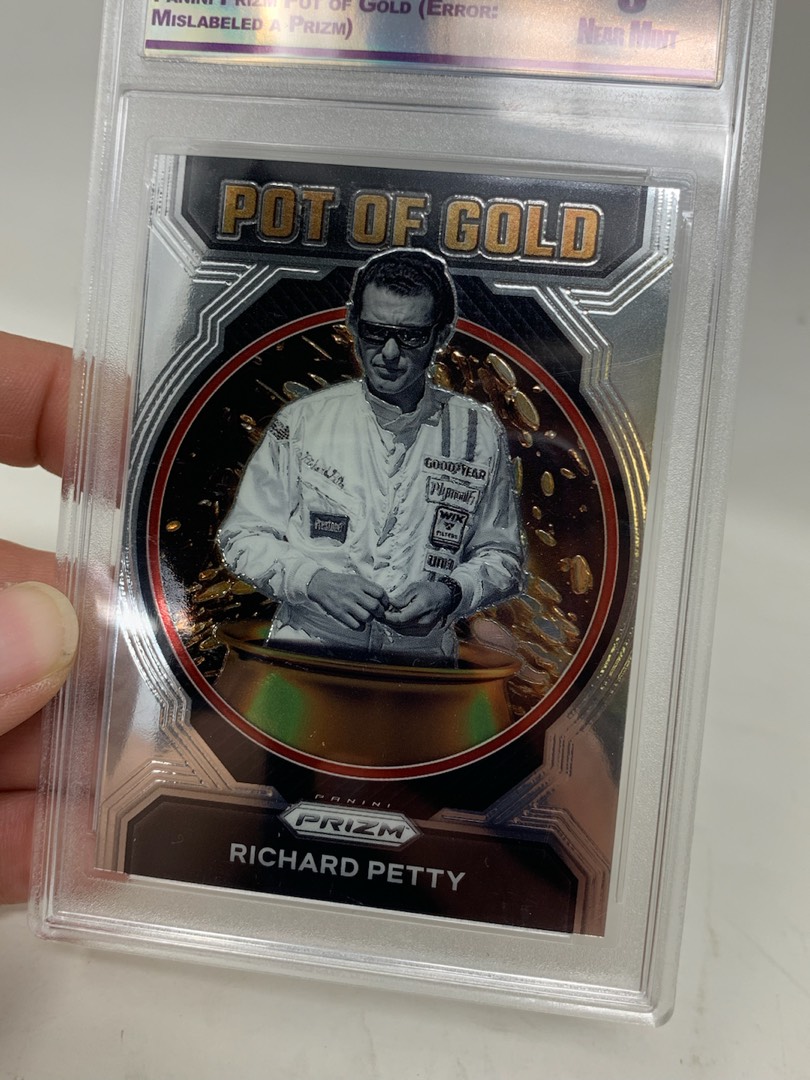 PANINI PRIZM POT OF GOLD (ERROR:
MISLABELED A PRIZM)
NEAR MINT
POT OF GOLD
GOODYEAR
Plymouth
WIX
FILTERS
Prestone
PANINI
PRIZM
RICHARD PETTY